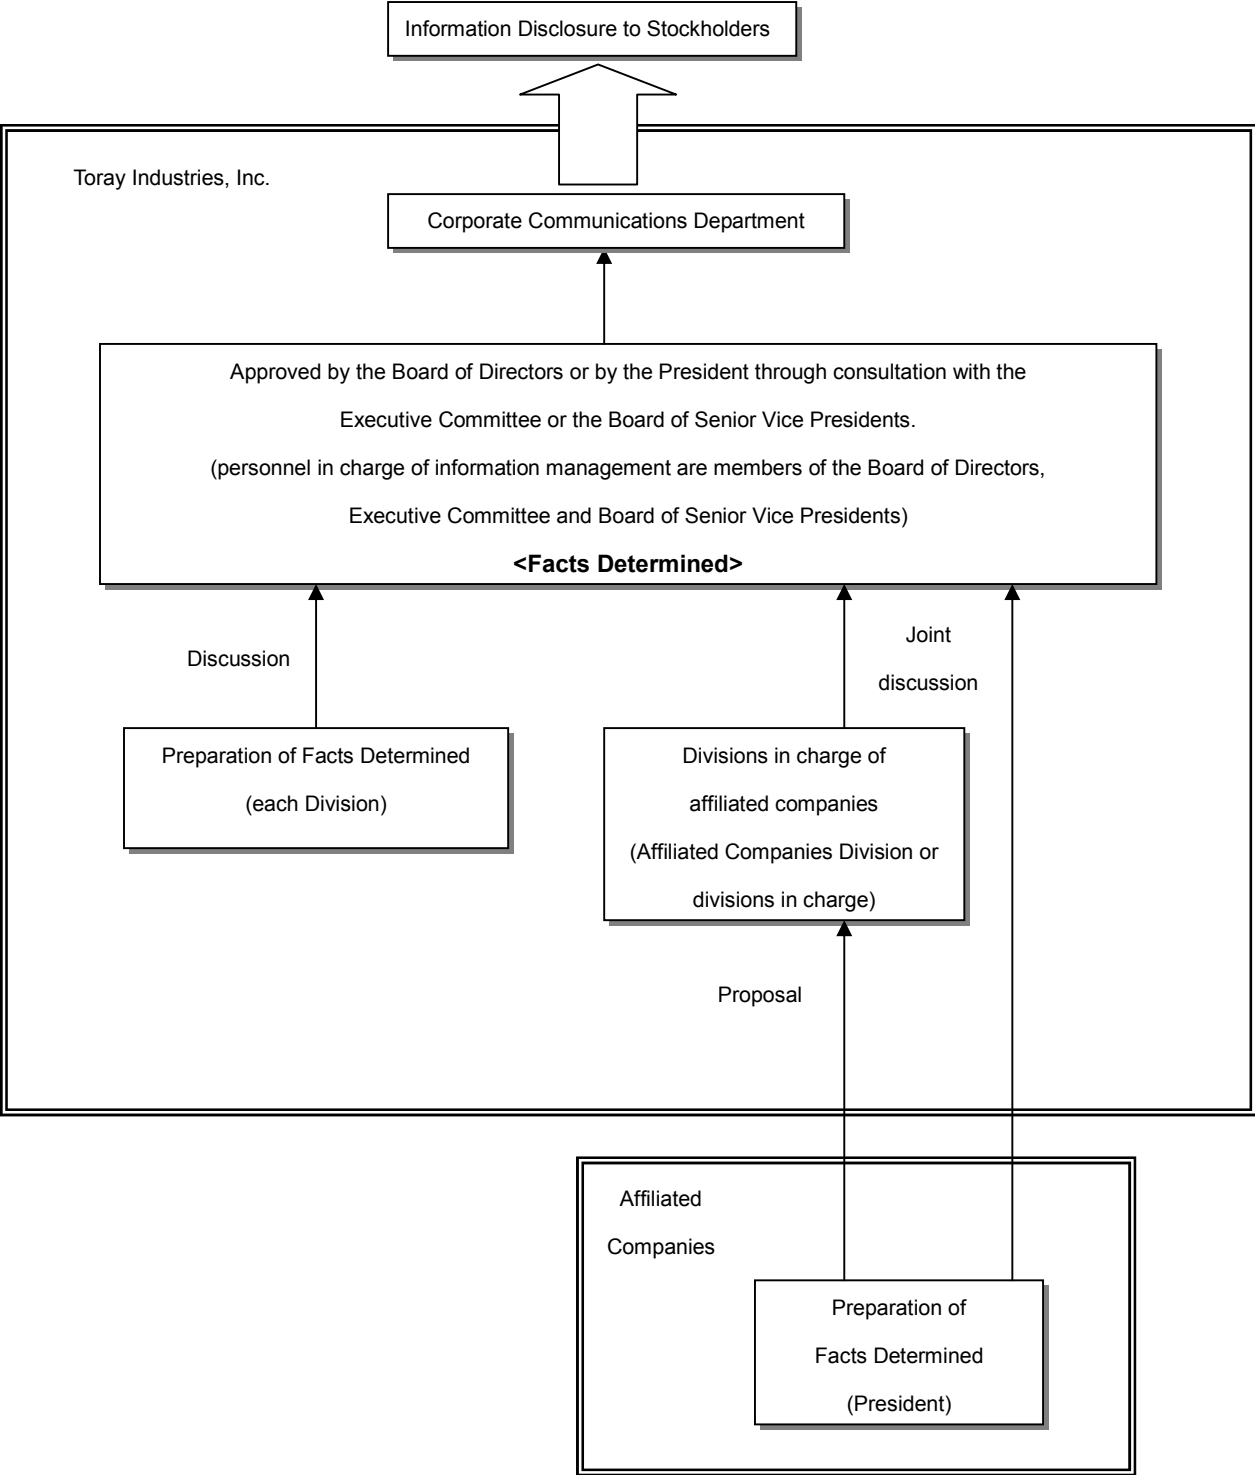 Information Disclosure to Stockholders
Toray Industries, Inc.
Corporate Communications Department
Approved by the Board of Directors or by the President through consultation with the
Executive Committee or the Board of Senior Vice Presidents.
(personnel in charge of information management are members of the Board of Directors,
Executive Committee and Board of Senior Vice Presidents)
<Facts Determined>
Discussion
Joint
discussion
Preparation of Facts Determined
(each Division)
Divisions in charge of
affiliated companies
(Affiliated Companies Division or
divisions in charge)
Proposal
Affiliated
Companies
Preparation of
Facts Determined
(President)